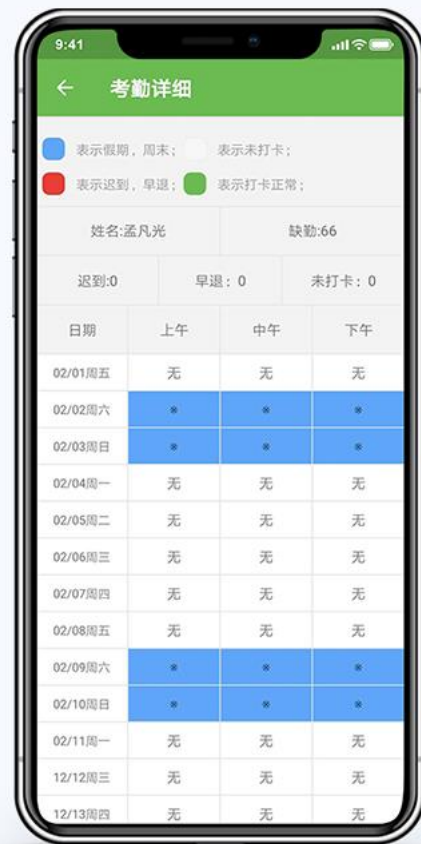 9:41
考勤详细
表示假期，周末； 表示未打卡；
表示迟到，早退； 表示打卡正常；
姓名:孟凡光 缺勤:66
迟到:0 早退：0 未打卡：0
日期 上午 中午 下午
02/01周五 无 无 无
02/02周六 ※ ※ ※
02/03周日 ※ ※ ※
02/04周一 无 无 无
02/05周二 无 无 无
02/06周三 无 无 无
02/07周四 无 无 无
02/08周五 无 无 无
02/09周六 ※ ※ ※
02/10周日 ※ ※ ※
02/11周一 无 无 无
12/12周三 无 无 无
12/13周四 无 无 无